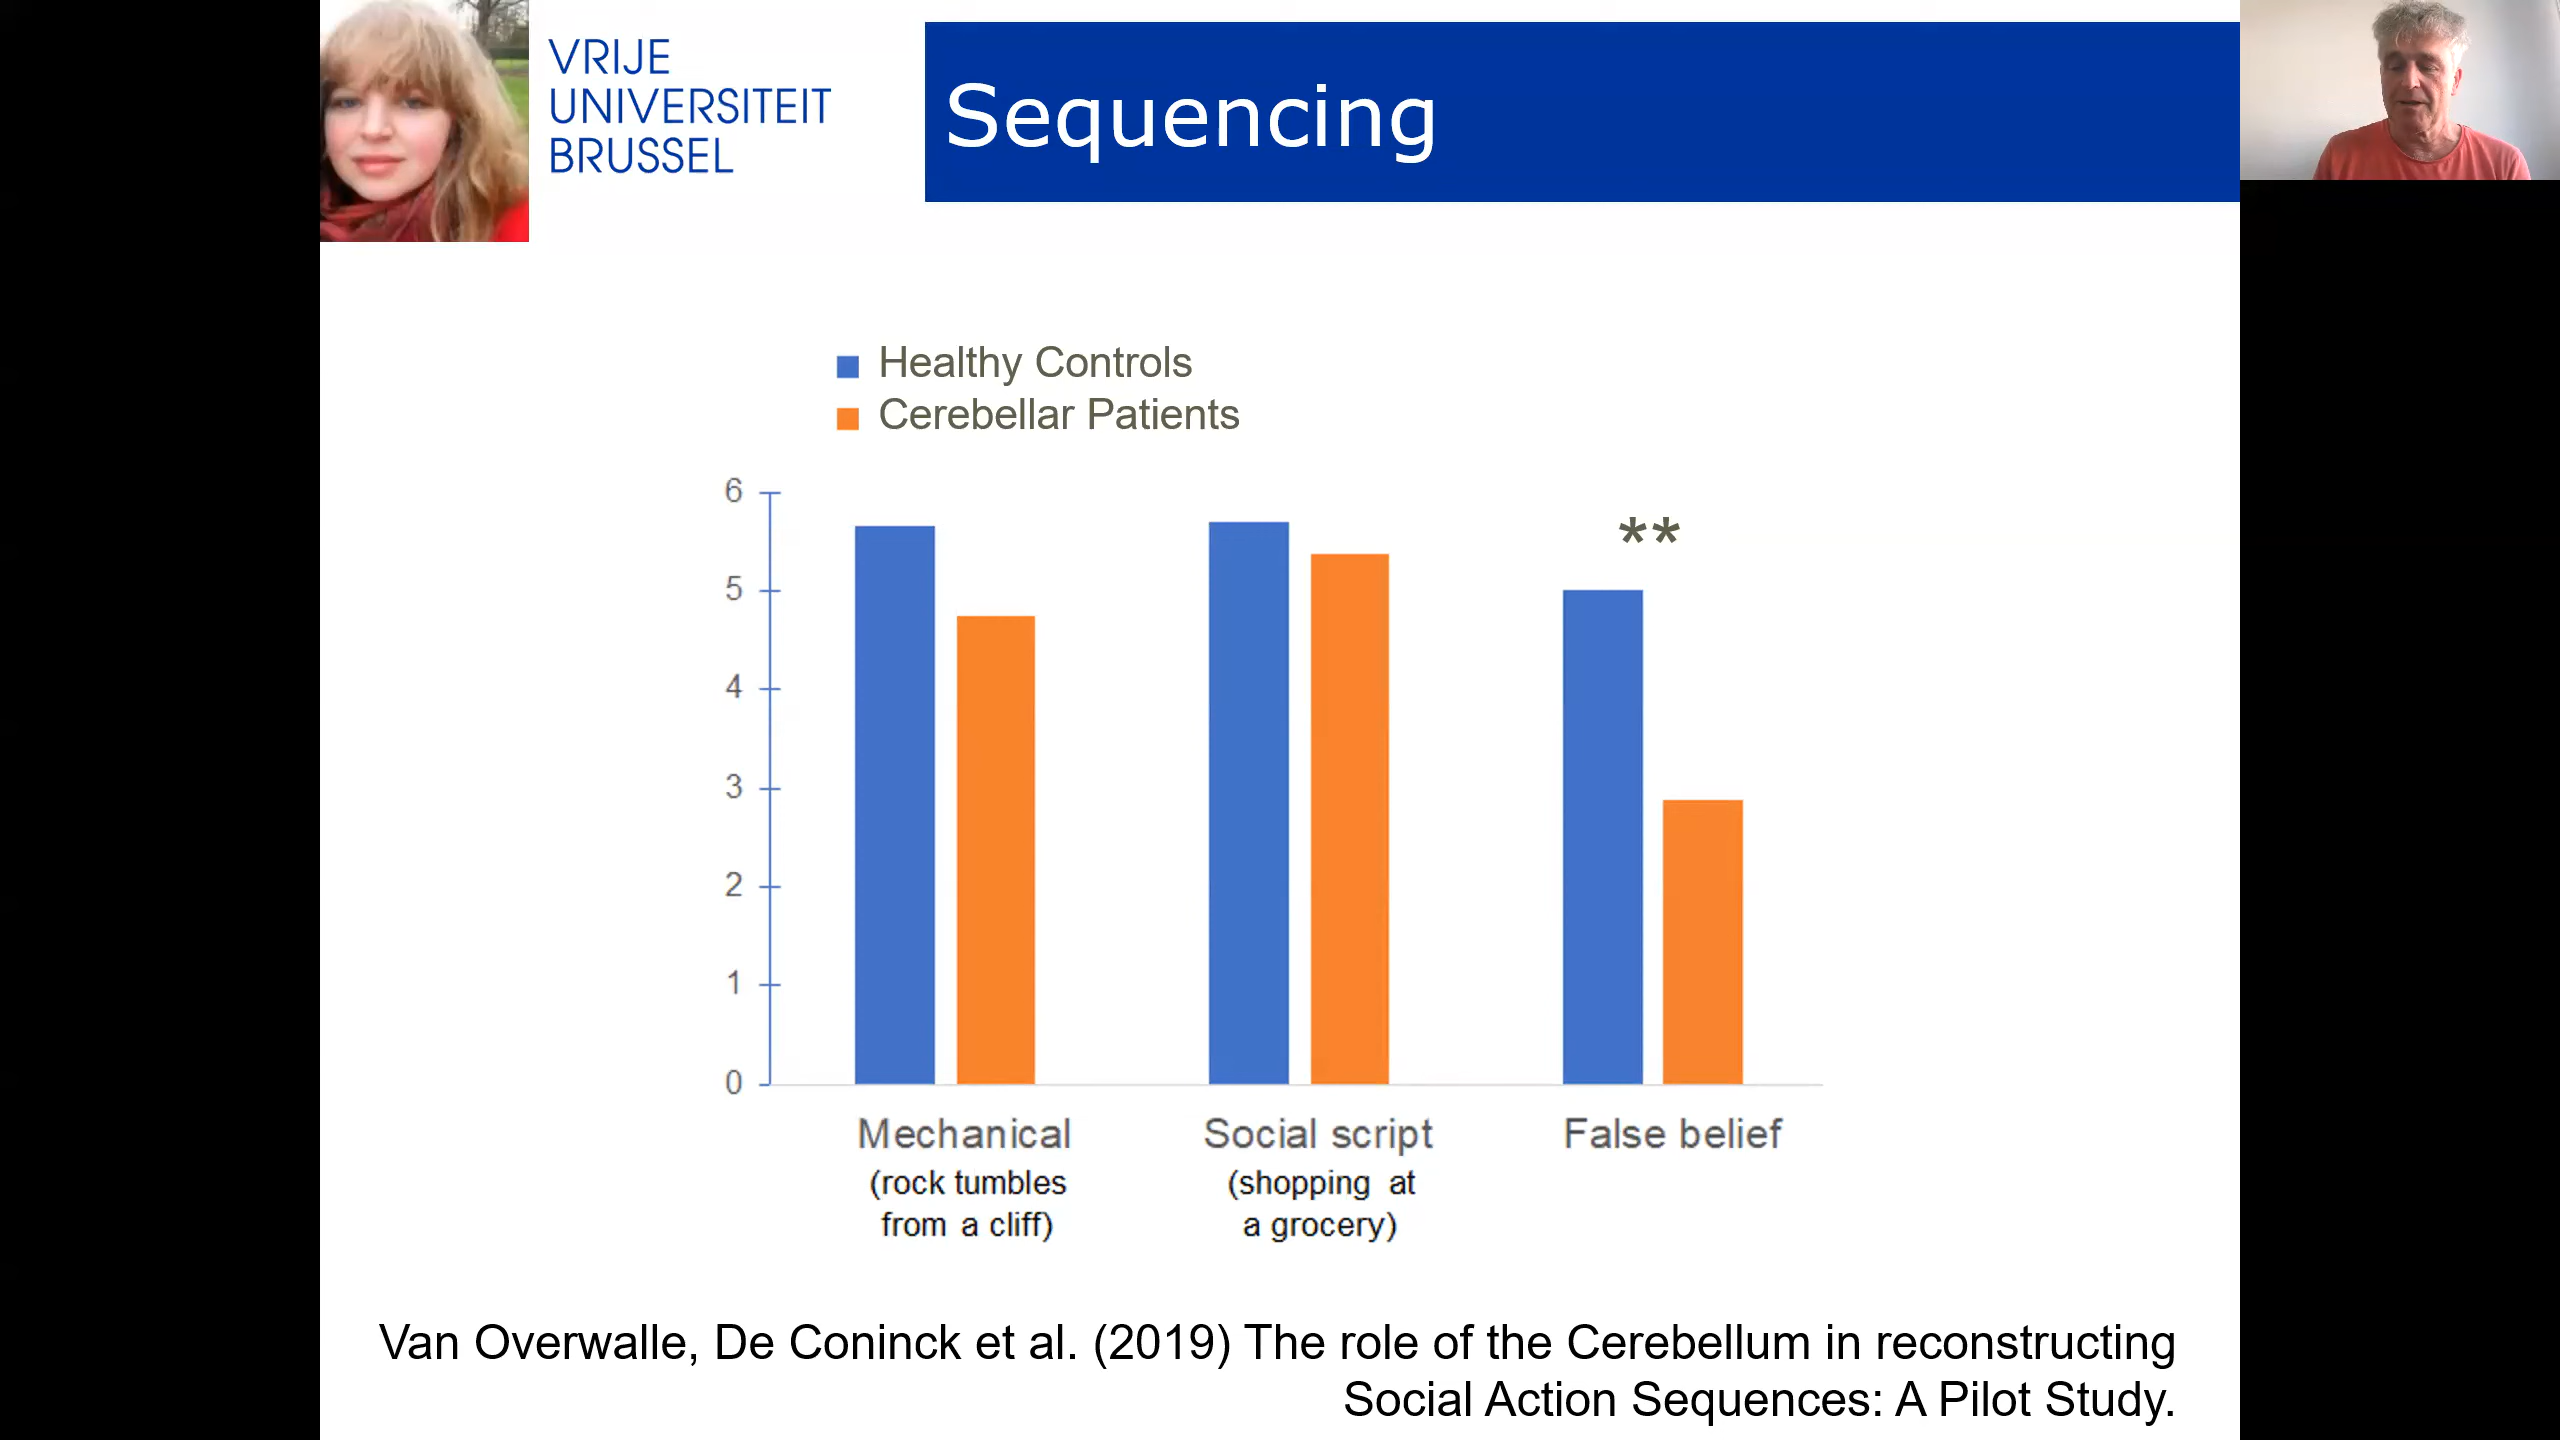 VRIJE
UNIVERSITEIT
BRUSSEL
Sequencing
Healthy Controls
Cerebellar Patients
6
5
4
3
2
1
0
**
Mechanical
(rock tumbles
from a cliff)
Social script
(shopping at
a grocery)
False belief
Van Overwalle, De Coninck et al. (2019) The role of the Cerebellum in reconstructing
Social Action Sequences: A Pilot Study.